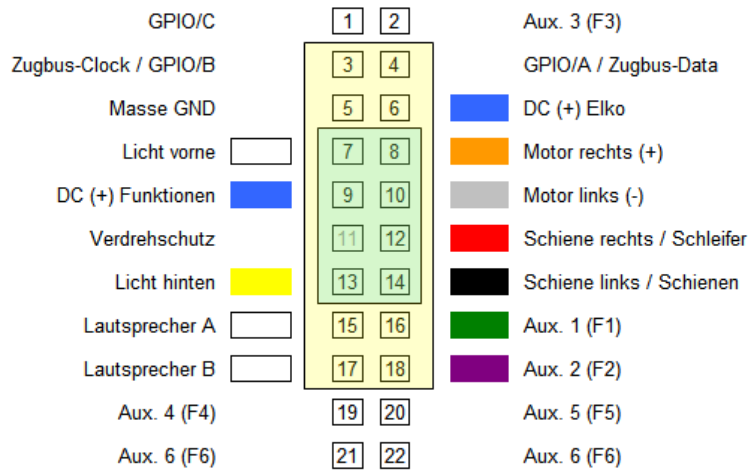 GPIO/C 1 2 Aux. 3 (F3)
Zugbus-Clock / GPIO/B 3 4 GPIO/A / Zugbus-Data
Masse GND 5 6 DC (+) Elko
Licht vorne 7 8 Motor rechts (+)
DC (+) Funktionen 9 10 Motor links (-)
Verdrehschutz 11 12 Schiene rechts / Schleifer
Licht hinten 13 14 Schiene links / Schienen
Lautsprecher A 15 16 Aux. 1 (F1)
Lautsprecher B 17 18 Aux. 2 (F2)
Aux. 4 (F4) 19 20 Aux. 5 (F5)
Aux. 6 (F6) 21 22 Aux. 6 (F6)